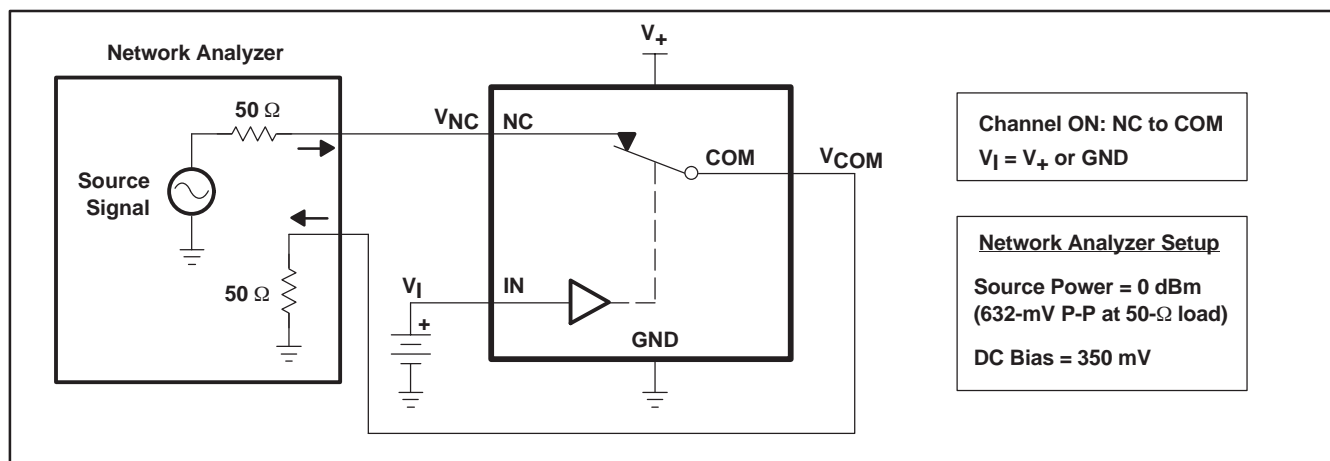 Network Analyzer
50 Ω
Source
Signal
50 Ω
V+
VNC
NC
COM
VCOM
VI
IN
+
GND
Channel ON: NC to COM
VI = V+ or GND
Network Analyzer Setup
Source Power = 0 dBm
(632-mV P-P at 50-Ω load)
DC Bias = 350 mV